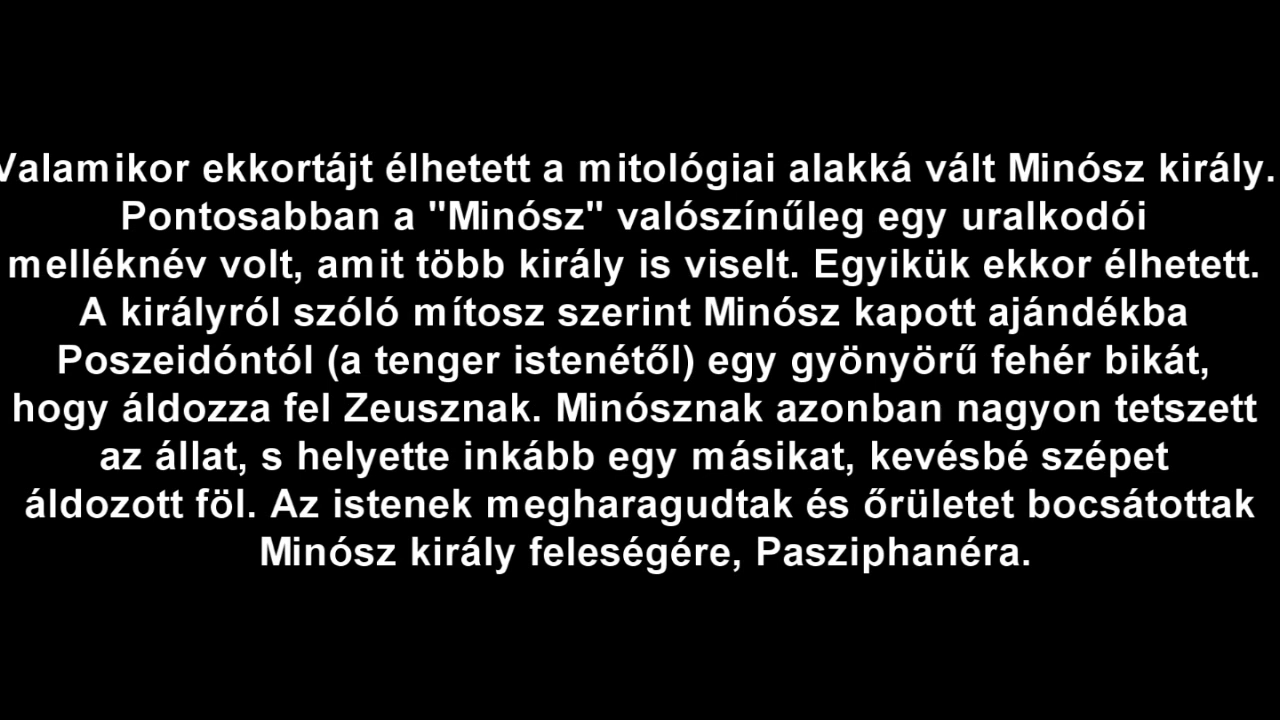 Valamikor ekkortájt élhetett a mitológiai alakká vált Minósz király.
Pontosabban a "Minósz" valószínűleg egy uralkodói
melléknév volt, amit több király is viselt. Egyikük ekkor élhetett.
A királyról szóló mítosz szerint Minósz kapott ajándékba
Poszeidóntól (a tenger istenétől) egy gyönyörű fehér bikát,
hogy áldozza fel Zeusznak. Minósznak azonban nagyon tetszett
az állat, s helyette inkább egy másikat, kevésbé szépet
áldozott föl. Az istenek megharagudtak és őrületet bocsátottak
Minósz király feleségére, Pasziphanéra.